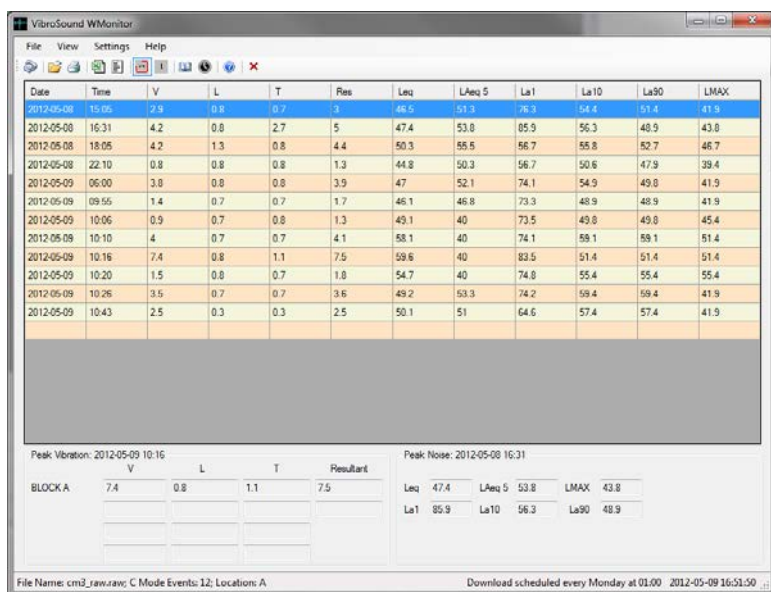 VibroSound WMonitor
File View Settings Help
Date Time V L T Res Leq LAeq 5 La1 La10 La90 LMAX
2012-05-08 15:05 2.9 0.8 0.7 3 46.5 51.3 76.3 54.4 51.4 41.9
2012-05-08 16:31 4.2 0.8 2.7 5 47.4 53.8 85.9 56.3 48.9 43.8
2012-05-08 18:05 4.2 1.3 0.8 4.4 50.3 55.5 56.7 55.8 52.7 46.7
2012-05-08 22:10 0.8 0.8 0.8 1.3 44.8 50.3 56.7 50.6 47.9 39.4
2012-05-09 06:00 3.8 0.8 0.8 3.9 47 52.1 74.1 54.9 49.8 41.9
2012-05-09 09:55 1.4 0.7 0.7 1.7 46.1 46.8 73.3 48.9 48.9 41.9
2012-05-09 10:06 0.9 0.7 0.8 1.3 49.1 40 73.5 49.8 49.8 45.4
2012-05-09 10:10 4 0.7 0.7 4.1 58.1 40 74.1 59.1 59.1 51.4
2012-05-09 10:16 7.4 0.8 1.1 7.5 59.6 40 83.5 51.4 51.4 51.4
2012-05-09 10:20 1.5 0.8 0.7 1.8 54.7 40 74.8 55.4 55.4 55.4
2012-05-09 10:26 3.5 0.7 0.7 3.6 49.2 53.3 74.2 59.4 59.4 41.9
2012-05-09 10:43 2.5 0.3 0.3 2.5 50.1 51 64.6 57.4 57.4 41.9
Peak Vibration: 2012-05-09 10:16
V L T Resultant
BLOCK A 7.4 0.8 1.1 7.5
Peak Noise: 2012-05-08 16:31
Leq 47.4 LAeq 5 53.8 LMAX 43.8
La1 85.9 La10 56.3 La90 48.9
File Name: cm3_raw.raw; C Mode Events: 12; Location: A
Download scheduled every Monday at 01:00 2012-05-09 16:51:50